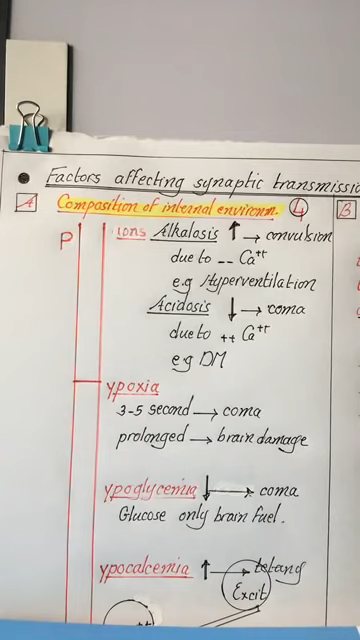 Factors affecting synaptic transmissio
A Composition of internal environm. 4 B
P Ions Alkalosis ↑ → convulsion
due to -- Ca++
e.g Hyperventilation
Acidosis ↓ → coma
due to ++ Ca++
e.g DM
ypoxia
3-5 second → coma
prolonged → brain damage
ypoglycemia ↓ → coma
Glucose only brain fuel.
ypocalcemia ↑ → tetany
Excit